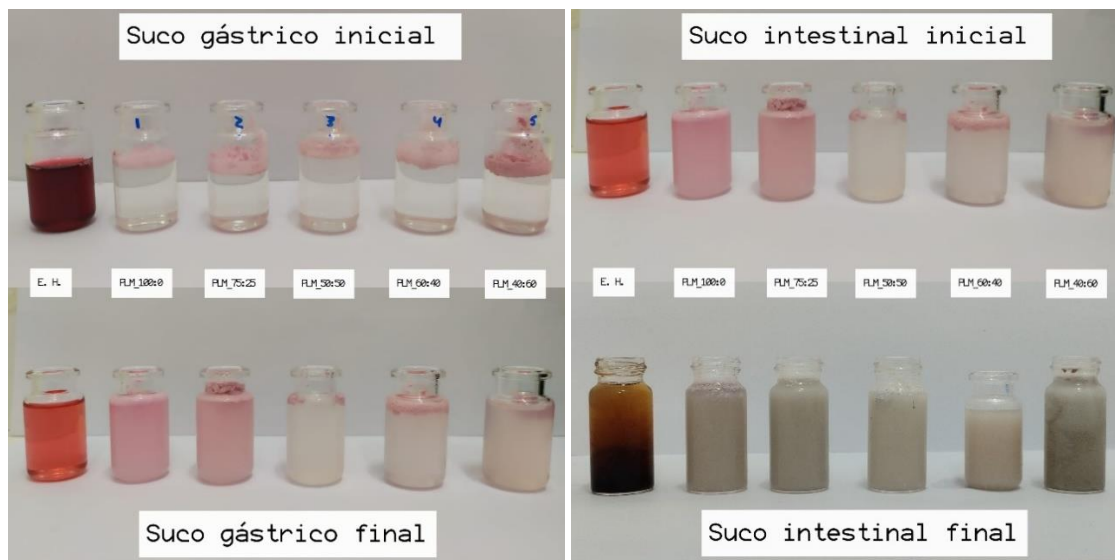 Suco gástrico inicial
1 2 3 4 5
E. H. PLM_100:0 PLM_75:25 PLM_50:50 PLM_60:40 PLM_40:60
Suco gástrico final
Suco intestinal inicial
E. H. PLM_100:0 PLM_75:25 PLM_50:50 PLM_60:40 PLM_40:60
Suco intestinal final